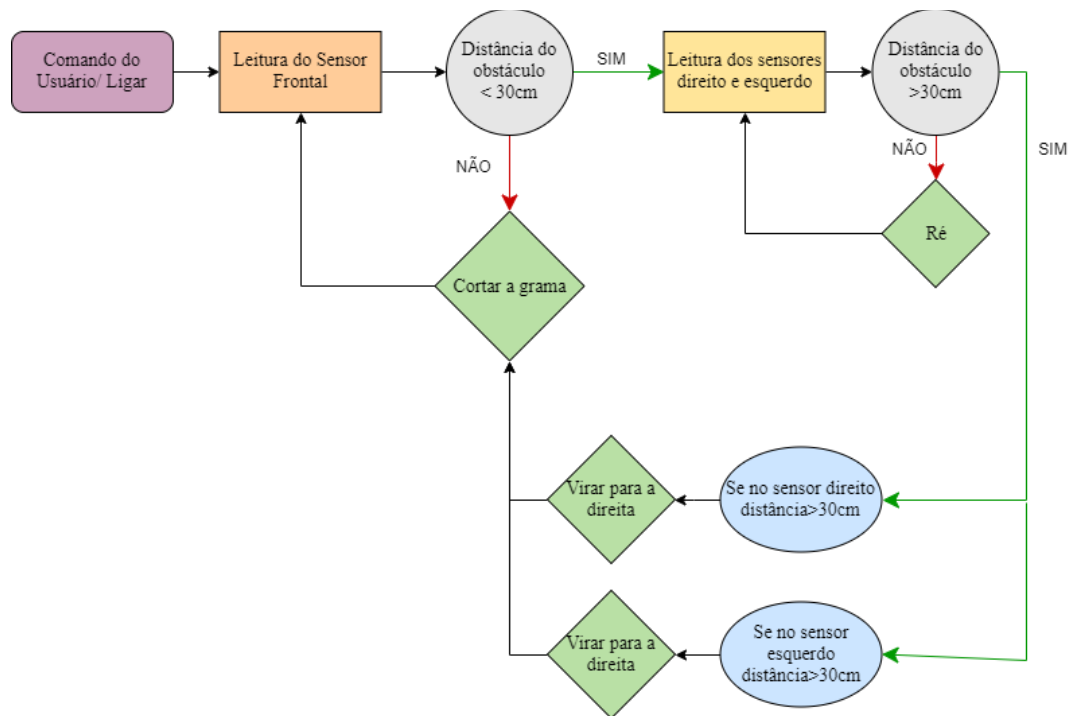 Comando do
Usuário/ Ligar
Leitura do Sensor
Frontal
Distância do
obstáculo
< 30cm
SIM
Leitura dos sensores
direito e esquerdo
Distância do
obstáculo
>30cm
NÃO
NÃO
SIM
Ré
Cortar a grama
Virar para a
direita
Se no sensor direito
distância>30cm
Virar para a
direita
Se no sensor
esquerdo
distância>30cm